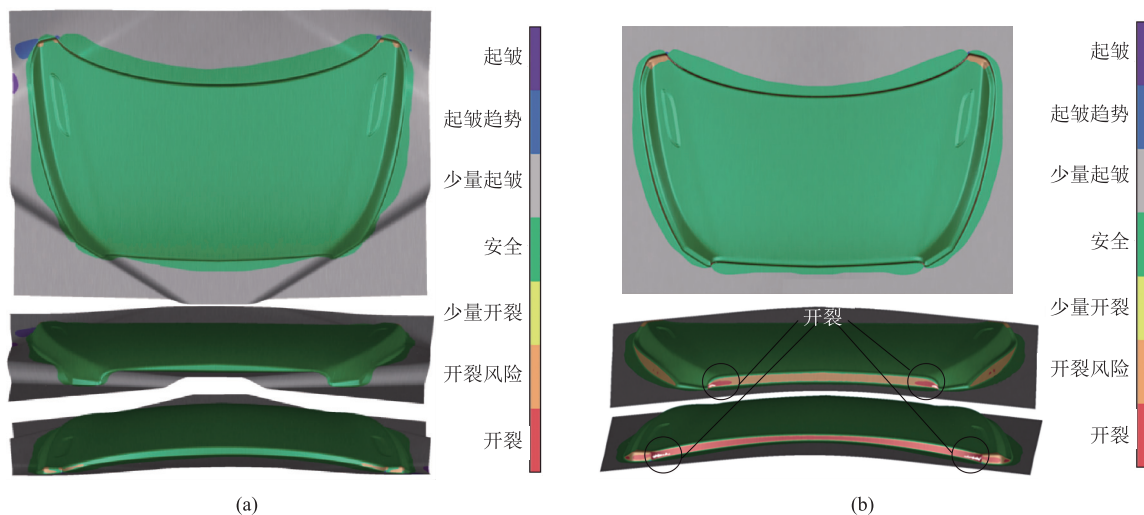 起皱
起皱趋势
少量起皱
安全
少量开裂
开裂风险
开裂
(a)
开裂
起皱
起皱趋势
少量起皱
安全
少量开裂
开裂风险
开裂
(b)